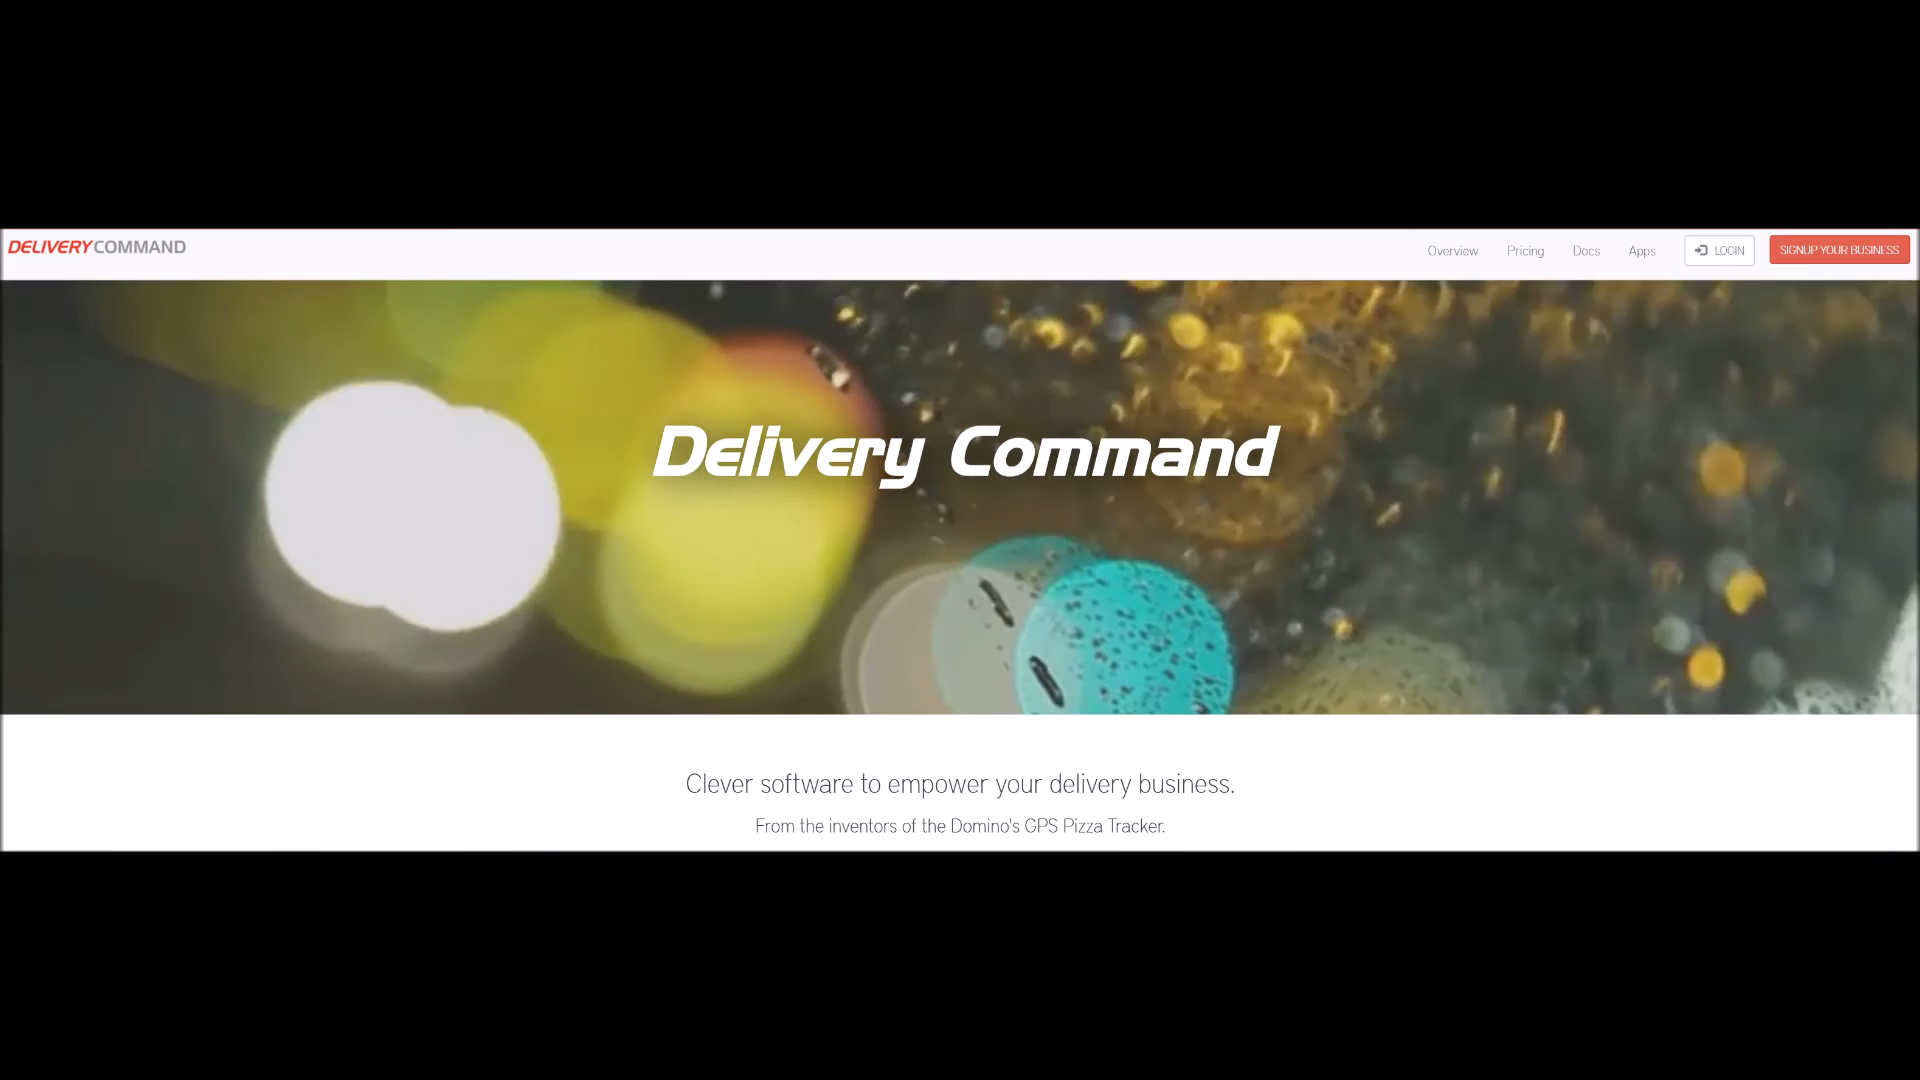 DELIVERYCOMMAND
Overview Pricing Docs Apps LOGIN SIGNUP YOUR BUSINESS
Delivery Command
Clever software to empower your delivery business.
From the inventors of the Domino's GPS Pizza Tracker.